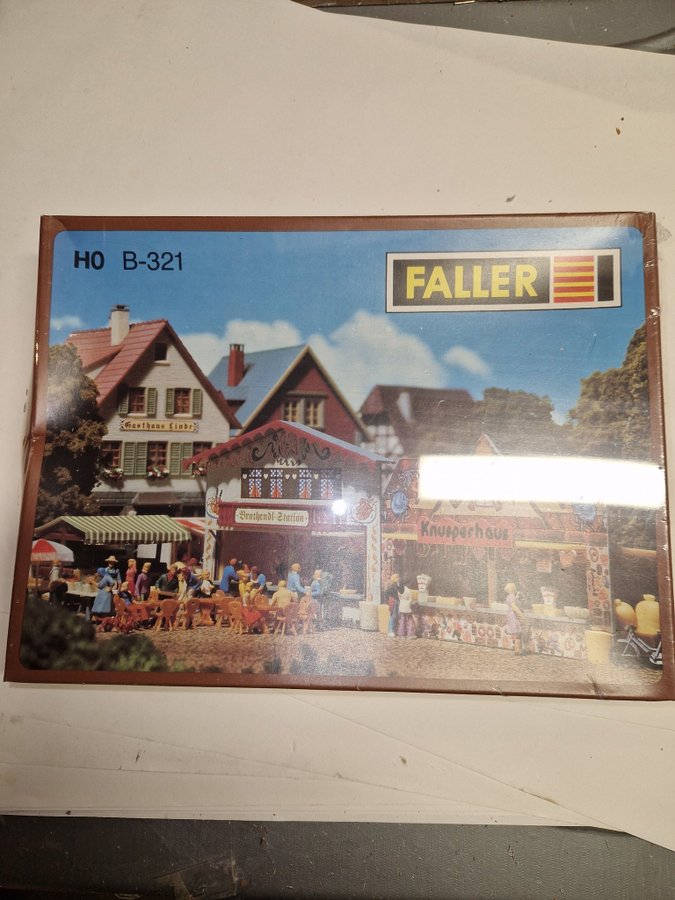 H0 B-321
FALLER
Gasthaus Linde
Brathendl-Station
Knusperhaus